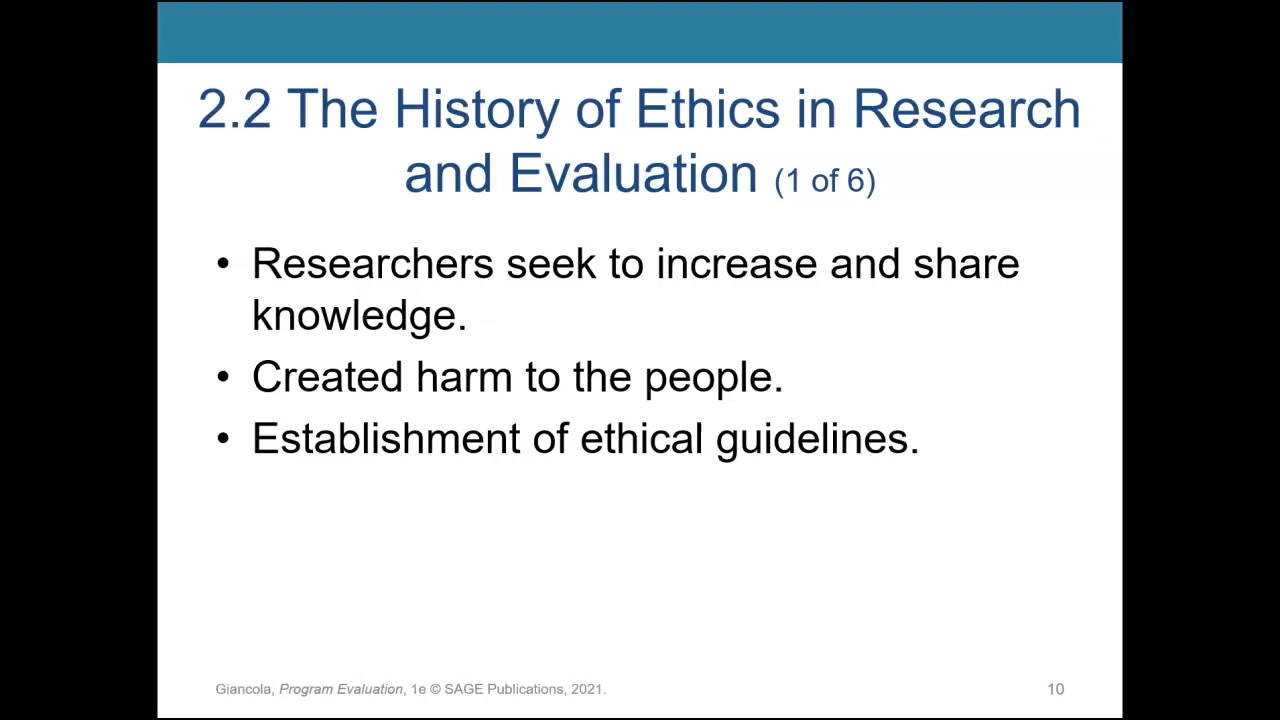 2.2 The History of Ethics in Research
and Evaluation (1 of 6)
• Researchers seek to increase and share
knowledge.
• Created harm to the people.
• Establishment of ethical guidelines.
Giancola, Program Evaluation, 1e © SAGE Publications, 2021.
10